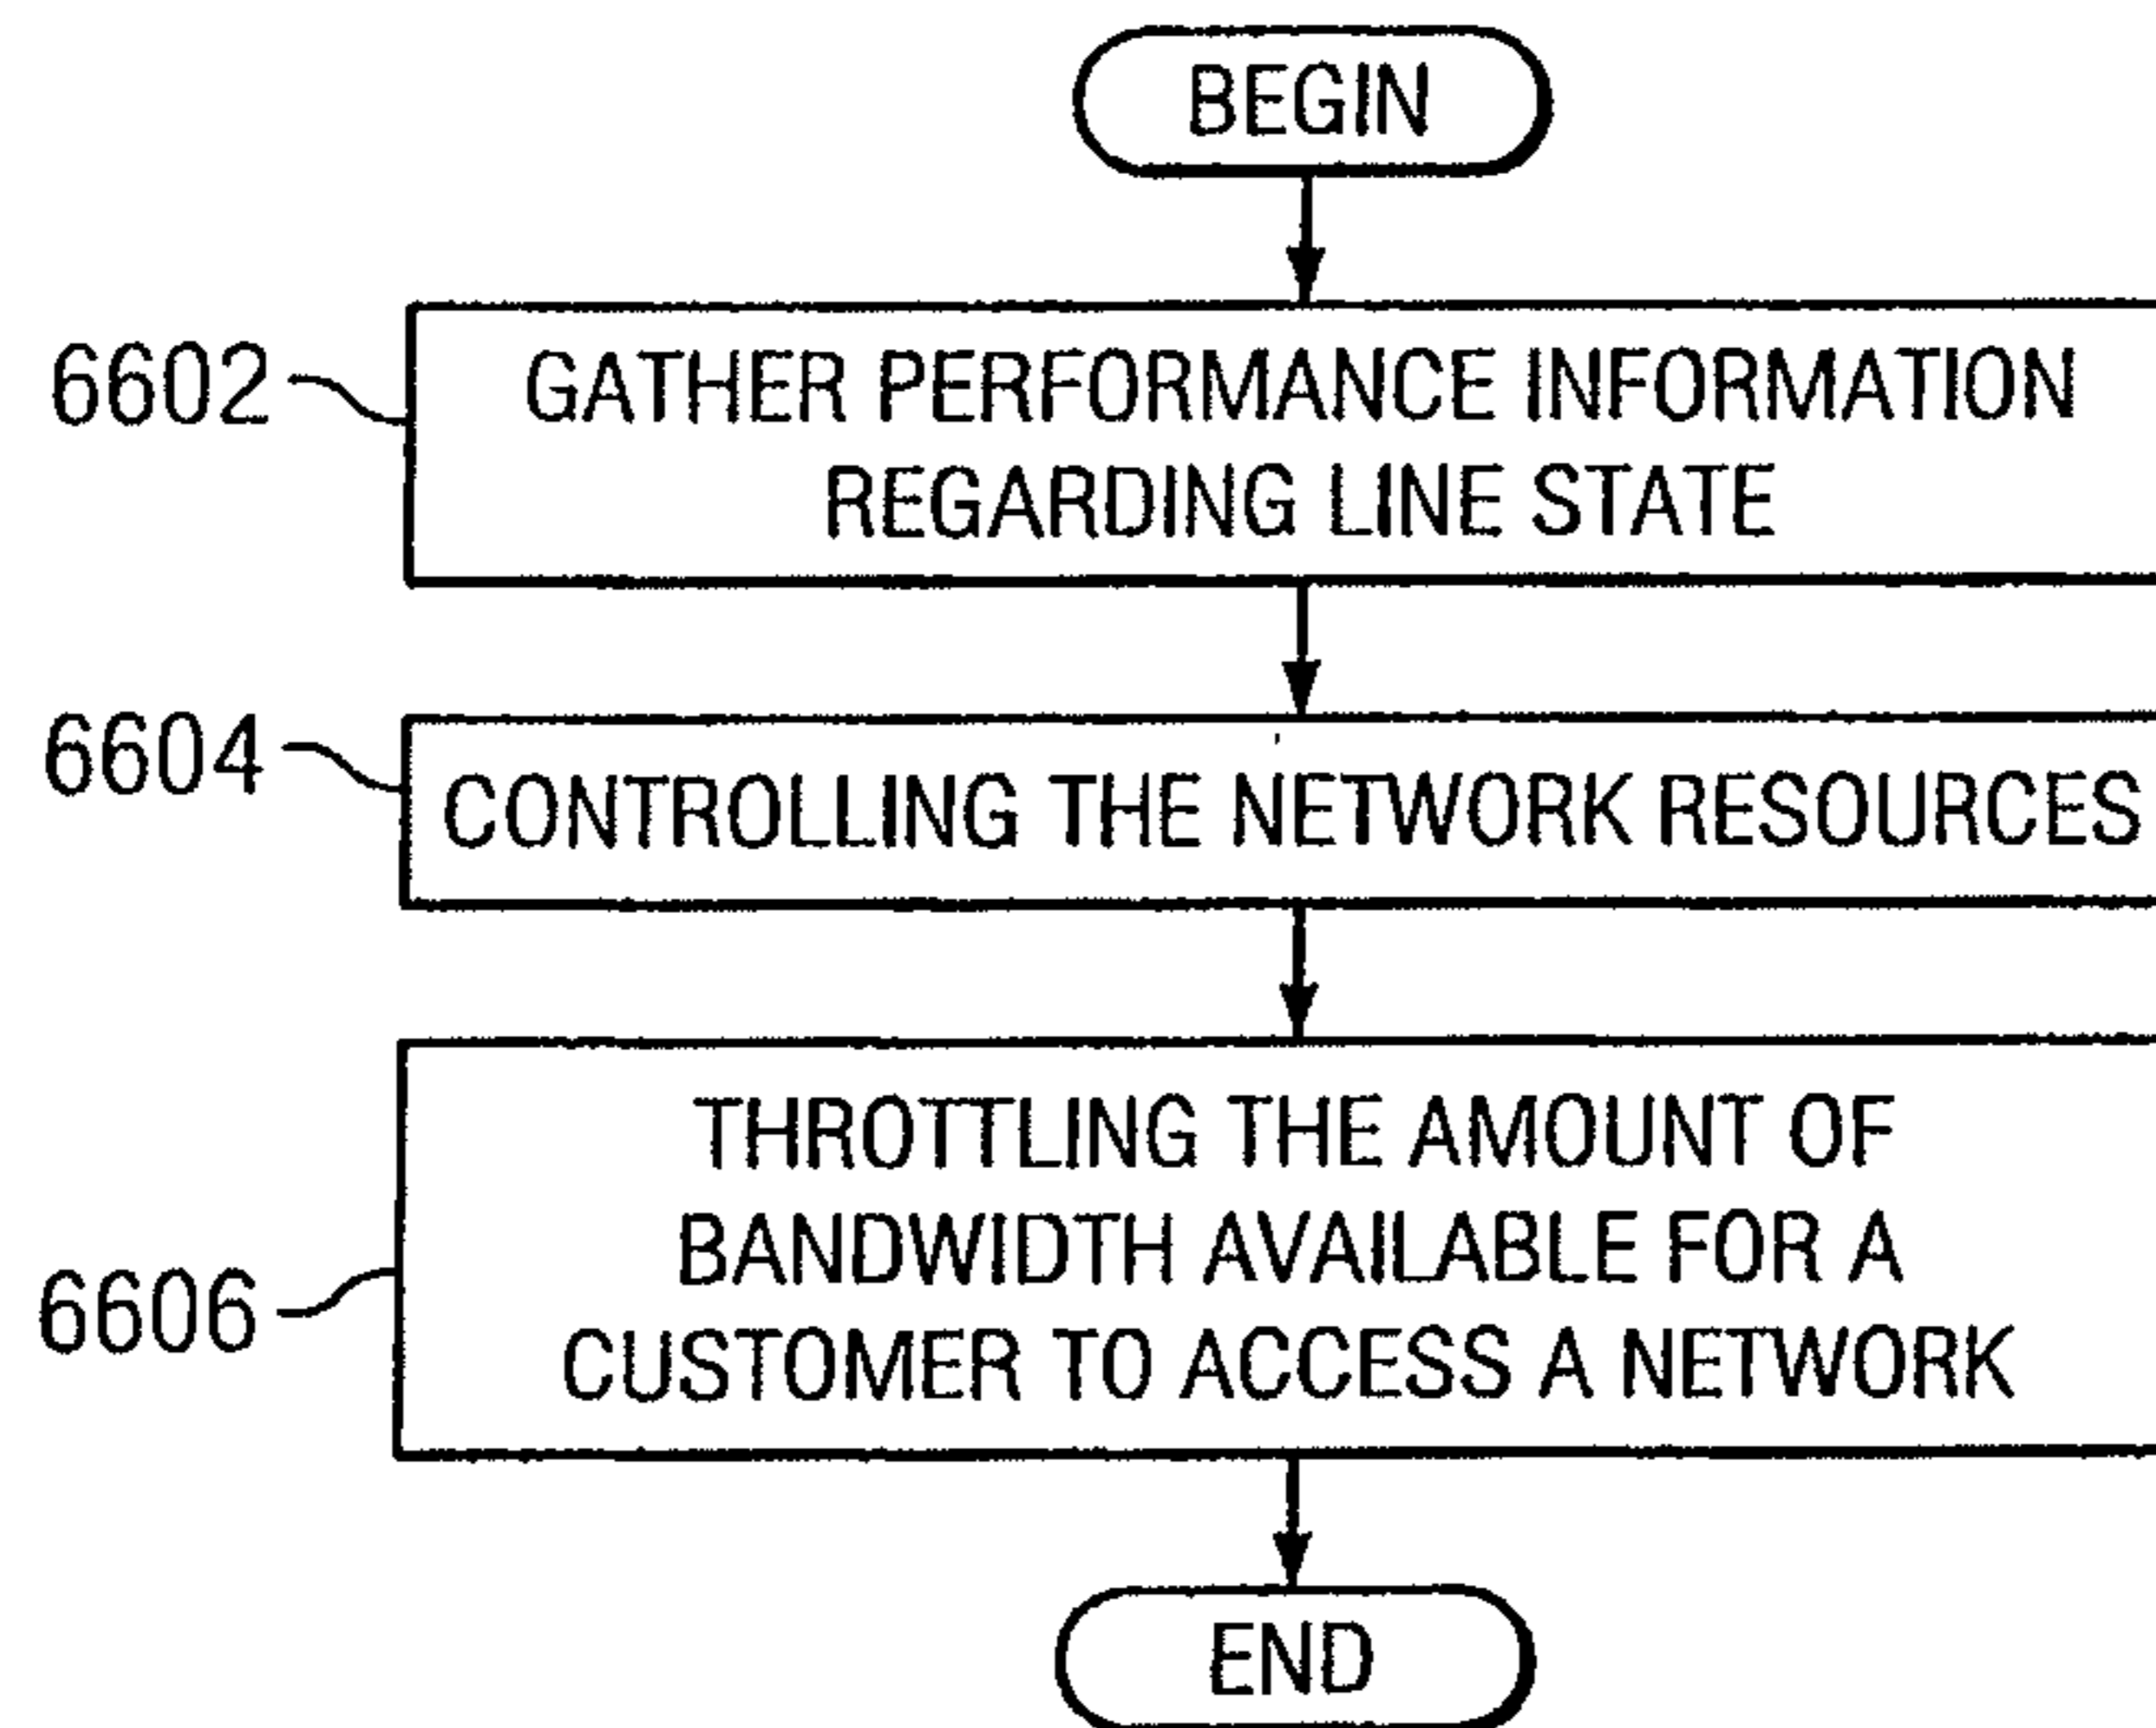 BEGIN
6602
GATHER PERFORMANCE INFORMATION
REGARDING LINE STATE
6604
CONTROLLING THE NETWORK RESOURCES
THROTTLING THE AMOUNT OF
BANDWIDTH AVAILABLE FOR A
6606
CUSTOMER TO ACCESS A NETWORK
END